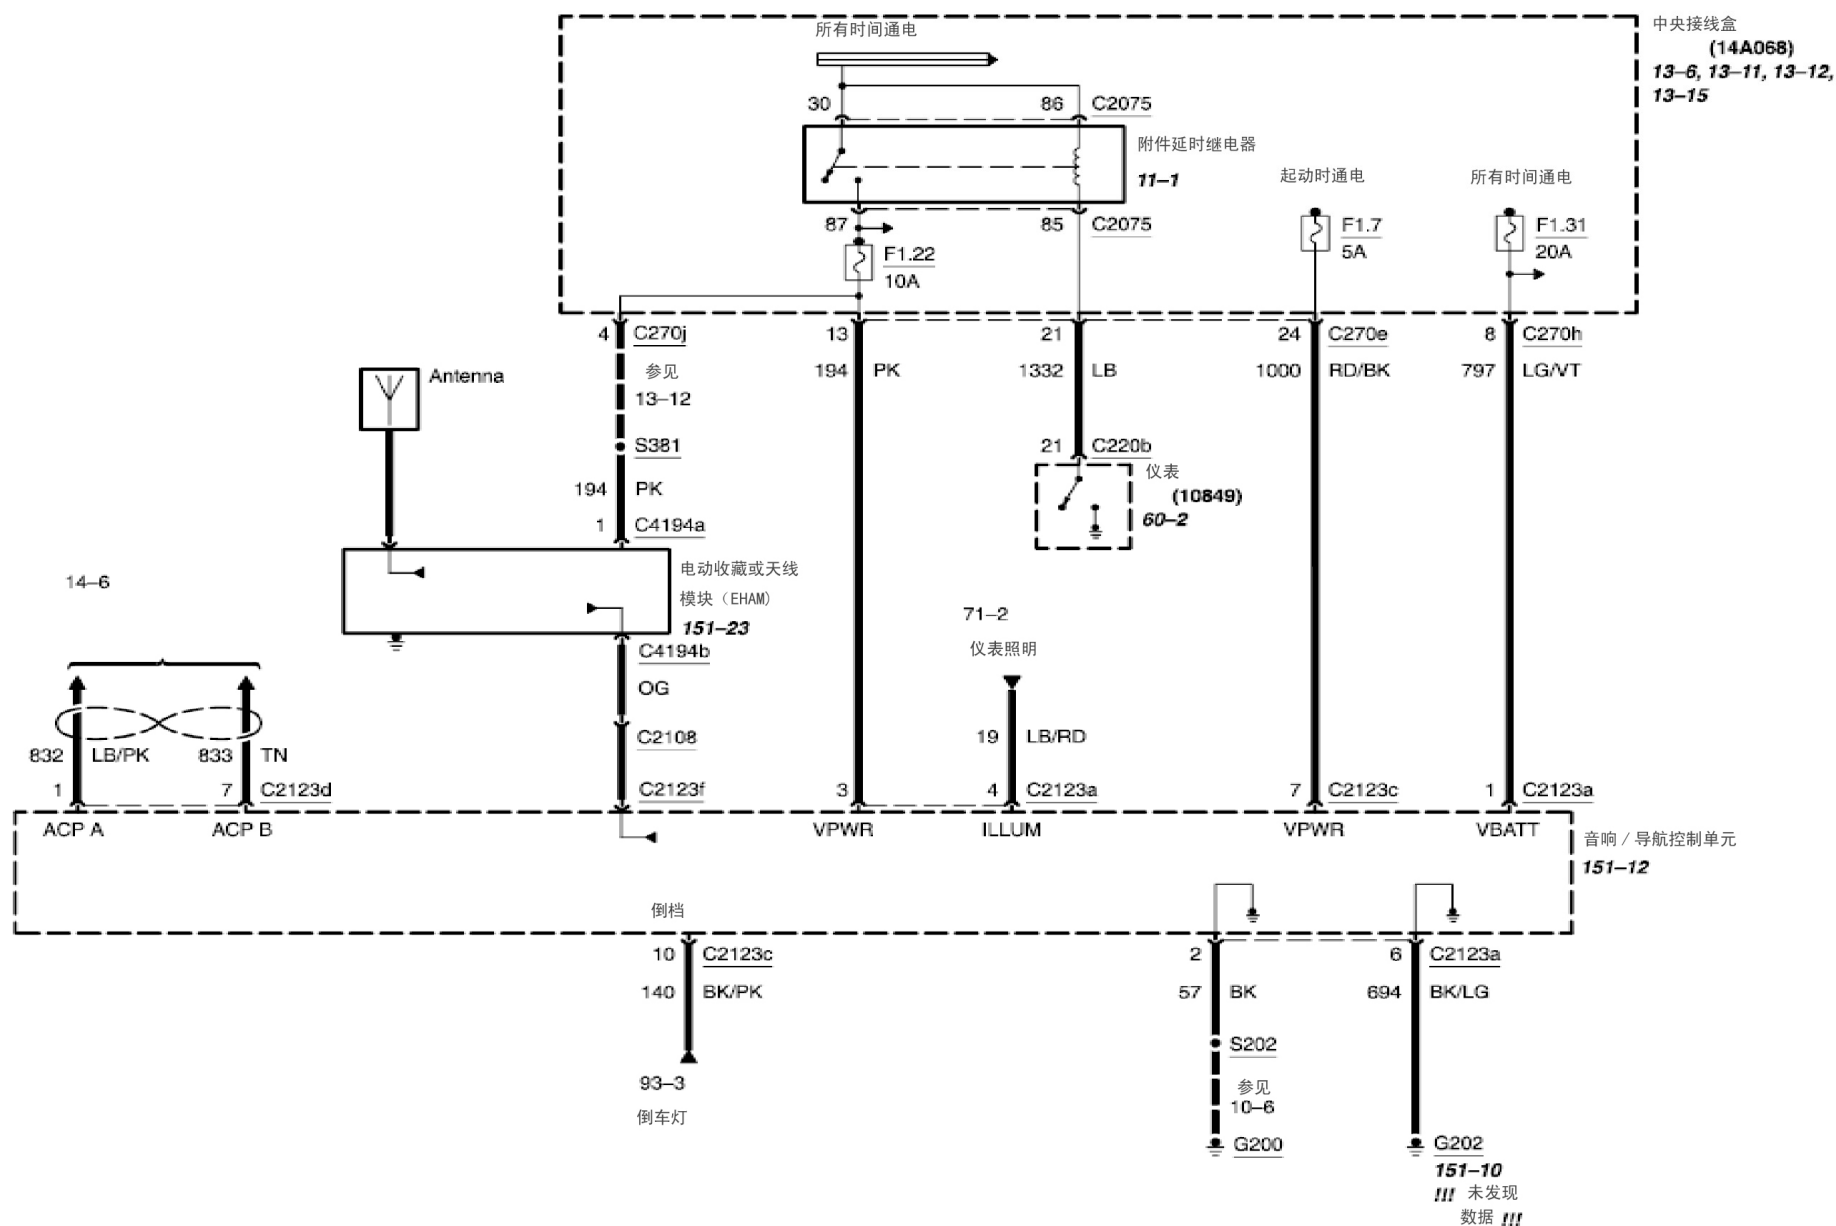 所有时间通电
中央接线盒
(14A068)
13–6, 13–11, 13–12,
13–15
30
86
C2075
附件延时继电器
11–1
起动时通电
所有时间通电
87
85
C2075
F1.7
5A
F1.31
20A
F1.22
10A
4
C270j
13
21
24
C270e
8
C270h
参见
13–12
194
PK
1332
LB
1000
RD/BK
797
LG/VT
Antenna
S381
21
C220b
仪表
(10849)
60–2
194
PK
1
C4194a
14–6
电动收藏或天线
模块（EHAM)
151–23
71–2
仪表照明
C4194b
OG
C2108
19
LB/RD
832
LB/PK
833
TN
1
7
C2123d
C2123f
3
4
C2123a
7
C2123c
1
C2123a
ACP A
ACP B
VPWR
ILLUM
VPWR
VBATT
音响／导航控制单元
151–12
倒档
10
C2123c
2
6
C2123a
140
BK/PK
57
BK
694
BK/LG
S202
93–3
倒车灯
参见
10–6
G200
G202
151–10
!!! 未发现
数据 !!!